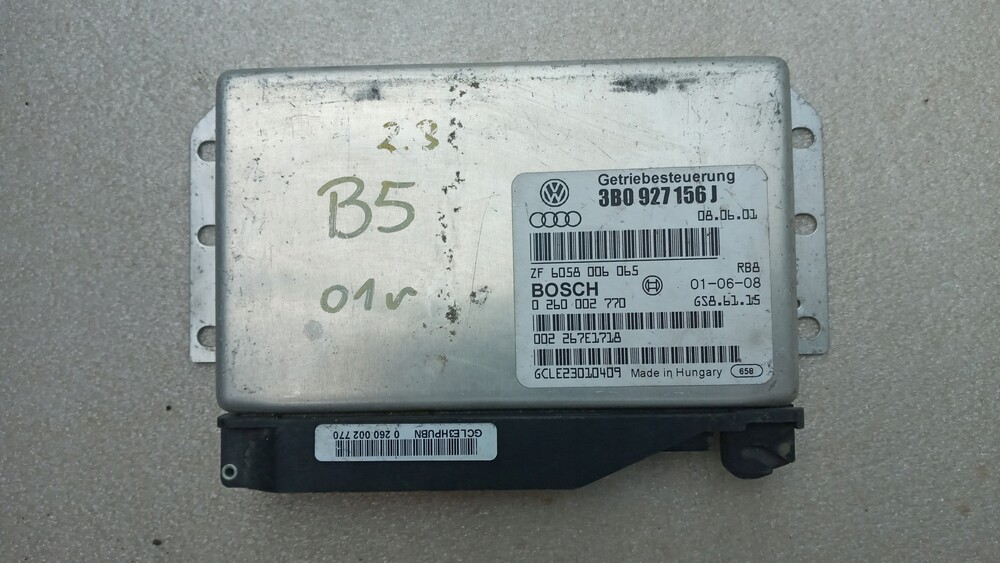 2.3
B5
01r
Getriebesteuerung
3B0 927 156 J
08.06.01
1
ZF 6058 006 065 RB8
BOSCH 01-06-08
0 260 002 770 GS8.61.15
002 267E1718
GCLE23010409 Made in Hungary 658
GCLE3HPUBN 0 260 002 770